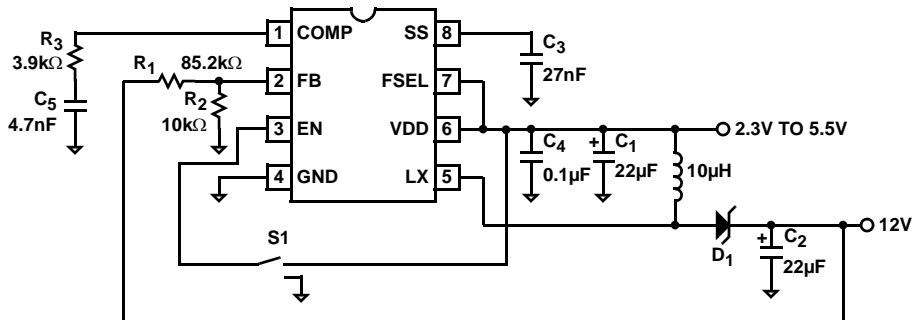 R3
3.9kΩ
C5
4.7nF
R1
85.2kΩ
R2
10kΩ
1 COMP
2 FB
3 EN
4 GND
SS 8
FSEL 7
VDD 6
LX 5
C3
27nF
C4
0.1µF
+ C1
22µF
10µH
2.3V TO 5.5V
12V
D1
+ C2
22µF
S1